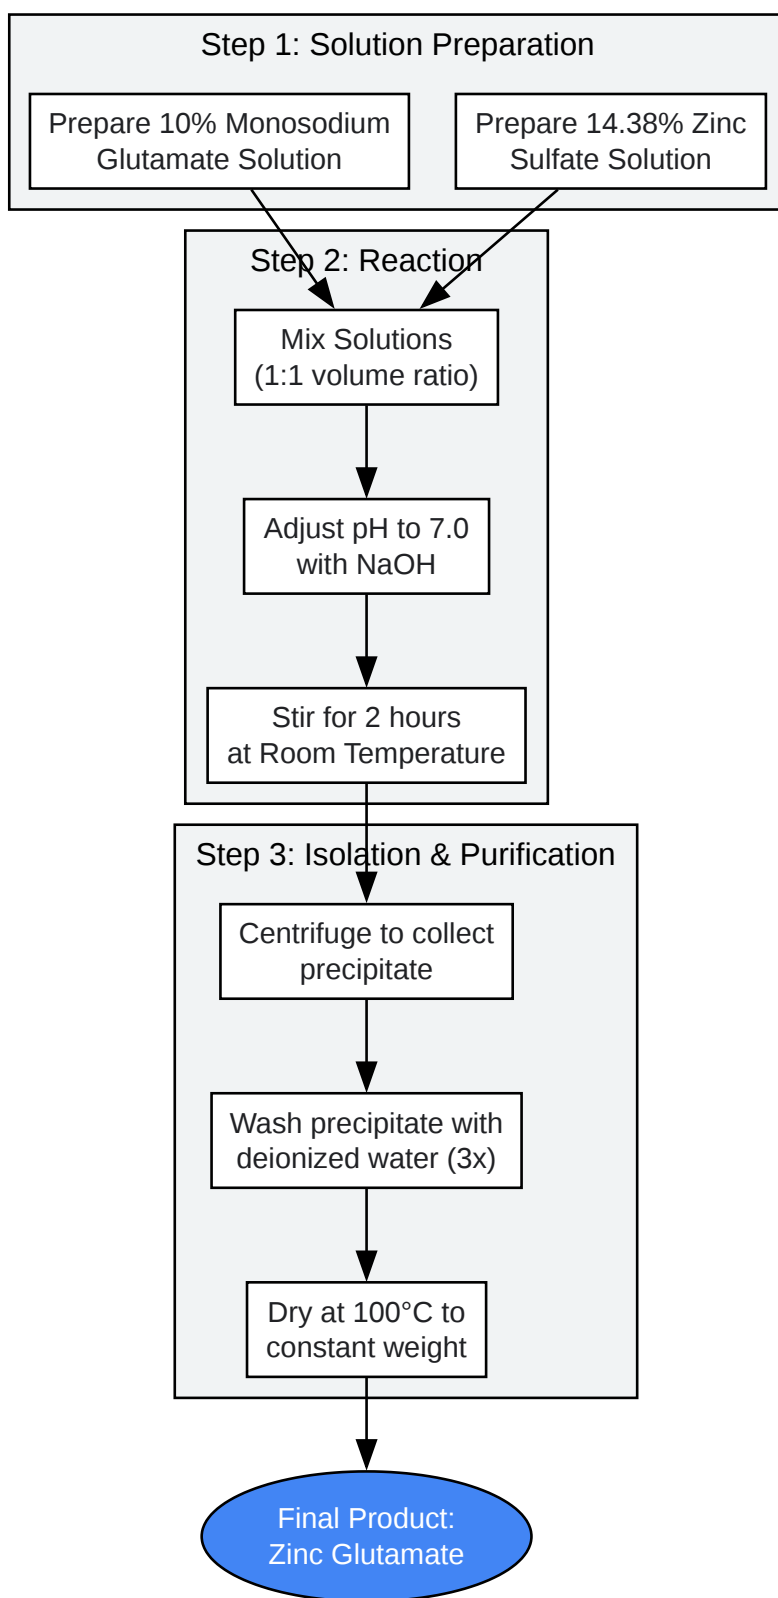 Step 1: Solution Preparation
Prepare 10% Monosodium
Glutamate Solution
Prepare 14.38% Zinc
Sulfate Solution
Step 2: Reaction
Mix Solutions
(1:1 volume ratio)
Adjust pH to 7.0
with NaOH
Stir for 2 hours
at Room Temperature
Step 3: Isolation & Purification
Centrifuge to collect
precipitate
Wash precipitate with
deionized water (3x)
Dry at 100°C to
constant weight
Final Product:
Zinc Glutamate